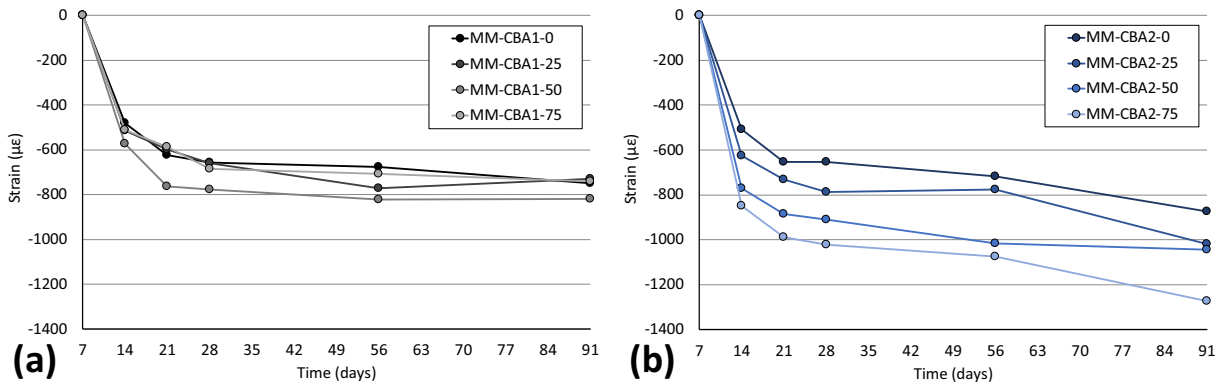 0
-200
-400
-600
-800
-1000
-1200
-1400
Strain (με)
MM-CBA1-0
MM-CBA1-25
MM-CBA1-50
MM-CBA1-75
7 14 21 28 35 42 49 56 63 70 77 84 91
Time (days)
(a)
0
-200
-400
-600
-800
-1000
-1200
-1400
Strain (με)
MM-CBA2-0
MM-CBA2-25
MM-CBA2-50
MM-CBA2-75
7 14 21 28 35 42 49 56 63 70 77 84 91
Time (days)
(b)